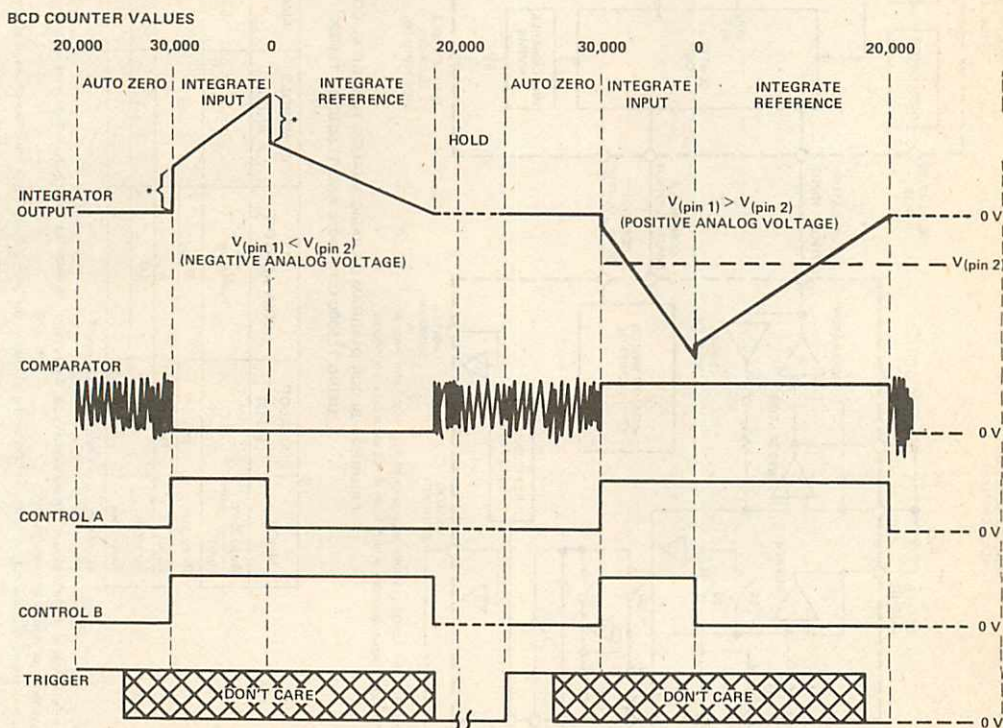 BCD COUNTER VALUES
20,000 30,000 0 20,000 30,000 0 20,000
AUTO ZERO INTEGRATE INPUT INTEGRATE REFERENCE HOLD AUTO ZERO INTEGRATE INPUT INTEGRATE REFERENCE
*
*
INTEGRATOR OUTPUT
V(pin 1) < V(pin 2)
(NEGATIVE ANALOG VOLTAGE)
V(pin 1) > V(pin 2)
(POSITIVE ANALOG VOLTAGE)
0 V
V(pin 2)
COMPARATOR
0 V
CONTROL A
0 V
CONTROL B
0 V
TRIGGER
DON'T CARE DON'T CARE
0 V